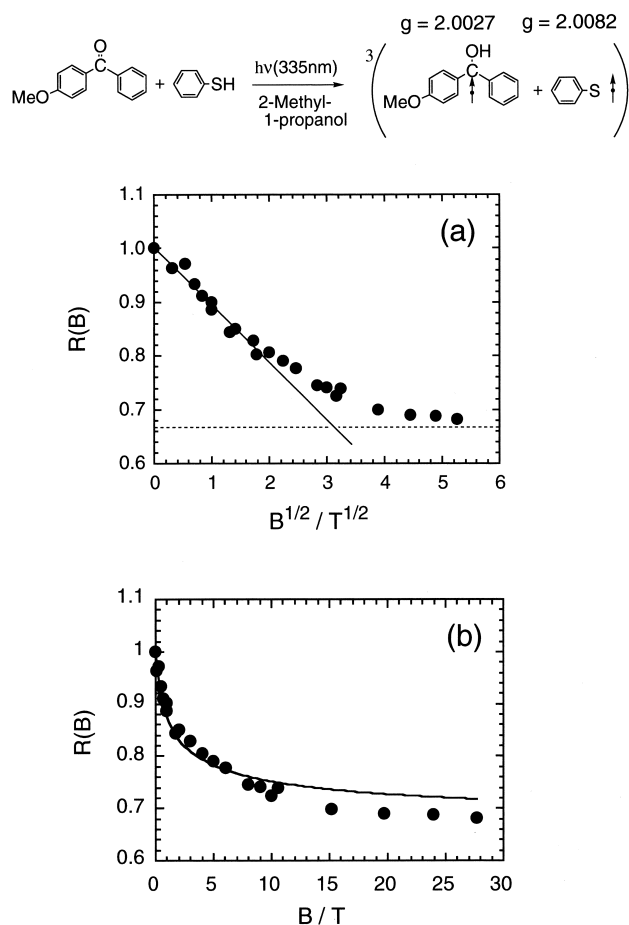 g = 2.0027 g = 2.0082
3
O
C
MeO
+
SH
hν(335nm)
2-Methyl-
1-propanol
OH
C
MeO
+
S
(a)
R(B)
1.1
1.0
0.9
0.8
0.7
0.6
0 1 2 3 4 5 6
B1/2 / T1/2
(b)
R(B)
1.1
1
0.9
0.8
0.7
0.6
0 5 10 15 20 25 30
B / T